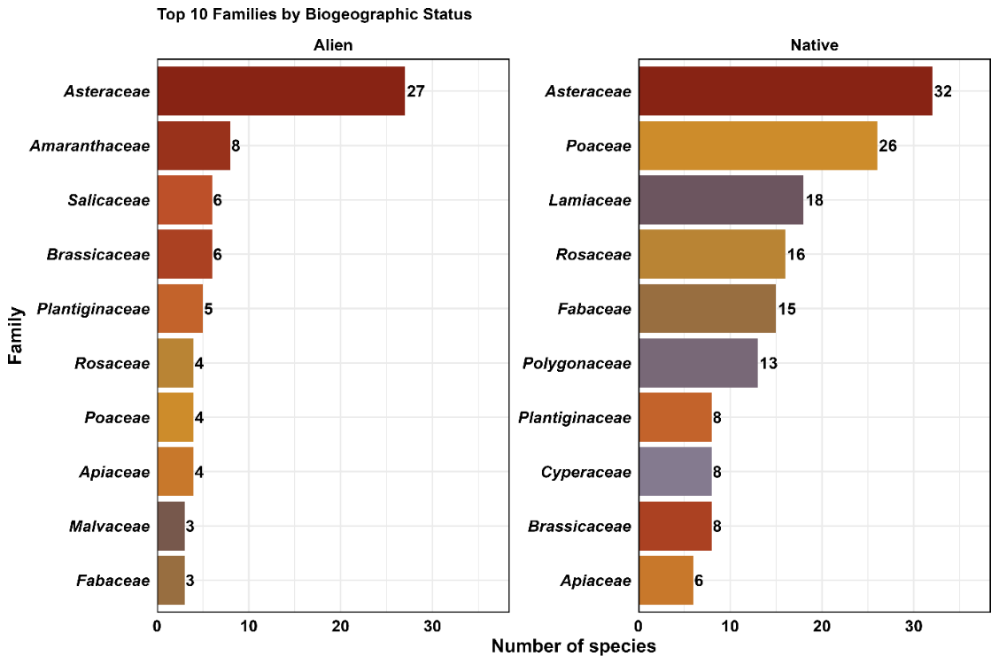 Top 10 Families by Biogeographic Status
Alien
Native
Family
Asteraceae 27
Amaranthaceae 8
Salicaceae 6
Brassicaceae 6
Plantiginaceae 5
Rosaceae 4
Poaceae 4
Apiaceae 4
Malvaceae 3
Fabaceae 3
0 10 20 30
Asteraceae 32
Poaceae 26
Lamiaceae 18
Rosaceae 16
Fabaceae 15
Polygonaceae 13
Plantiginaceae 8
Cyperaceae 8
Brassicaceae 8
Apiaceae 6
0 10 20 30
Number of species